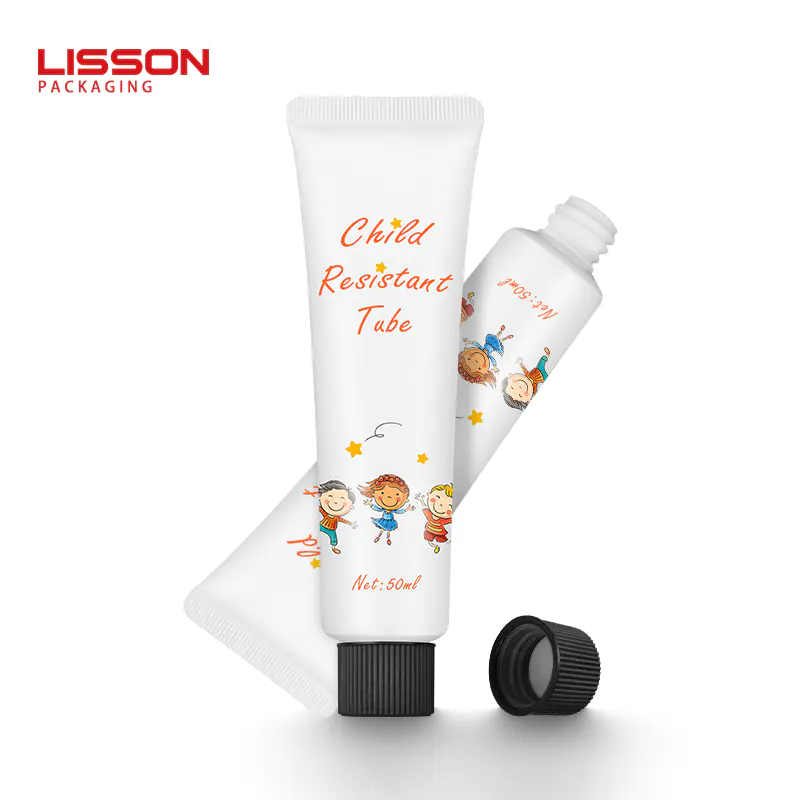 LISSON
PACKAGING
Child
Resistant
Tube
Net:50ml
Net:50ml